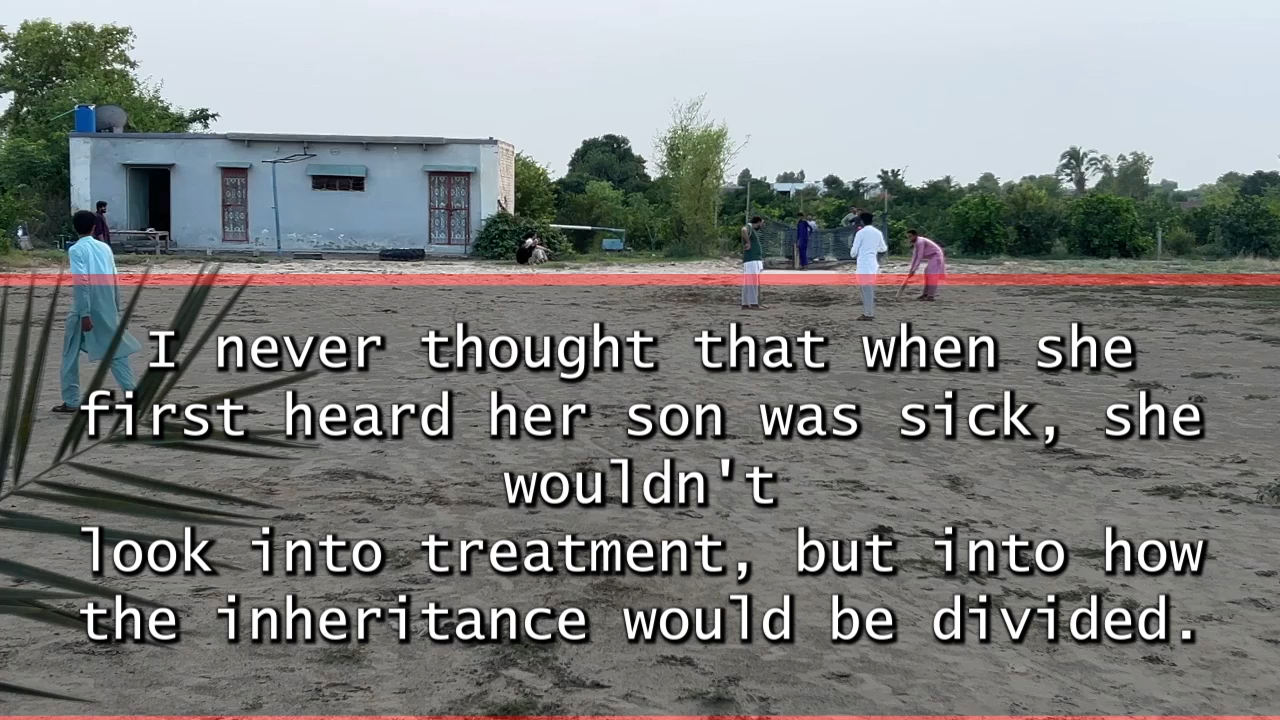 I never thought that when she
first heard her son was sick, she
wouldn't
look into treatment, but into how
the inheritance would be divided.